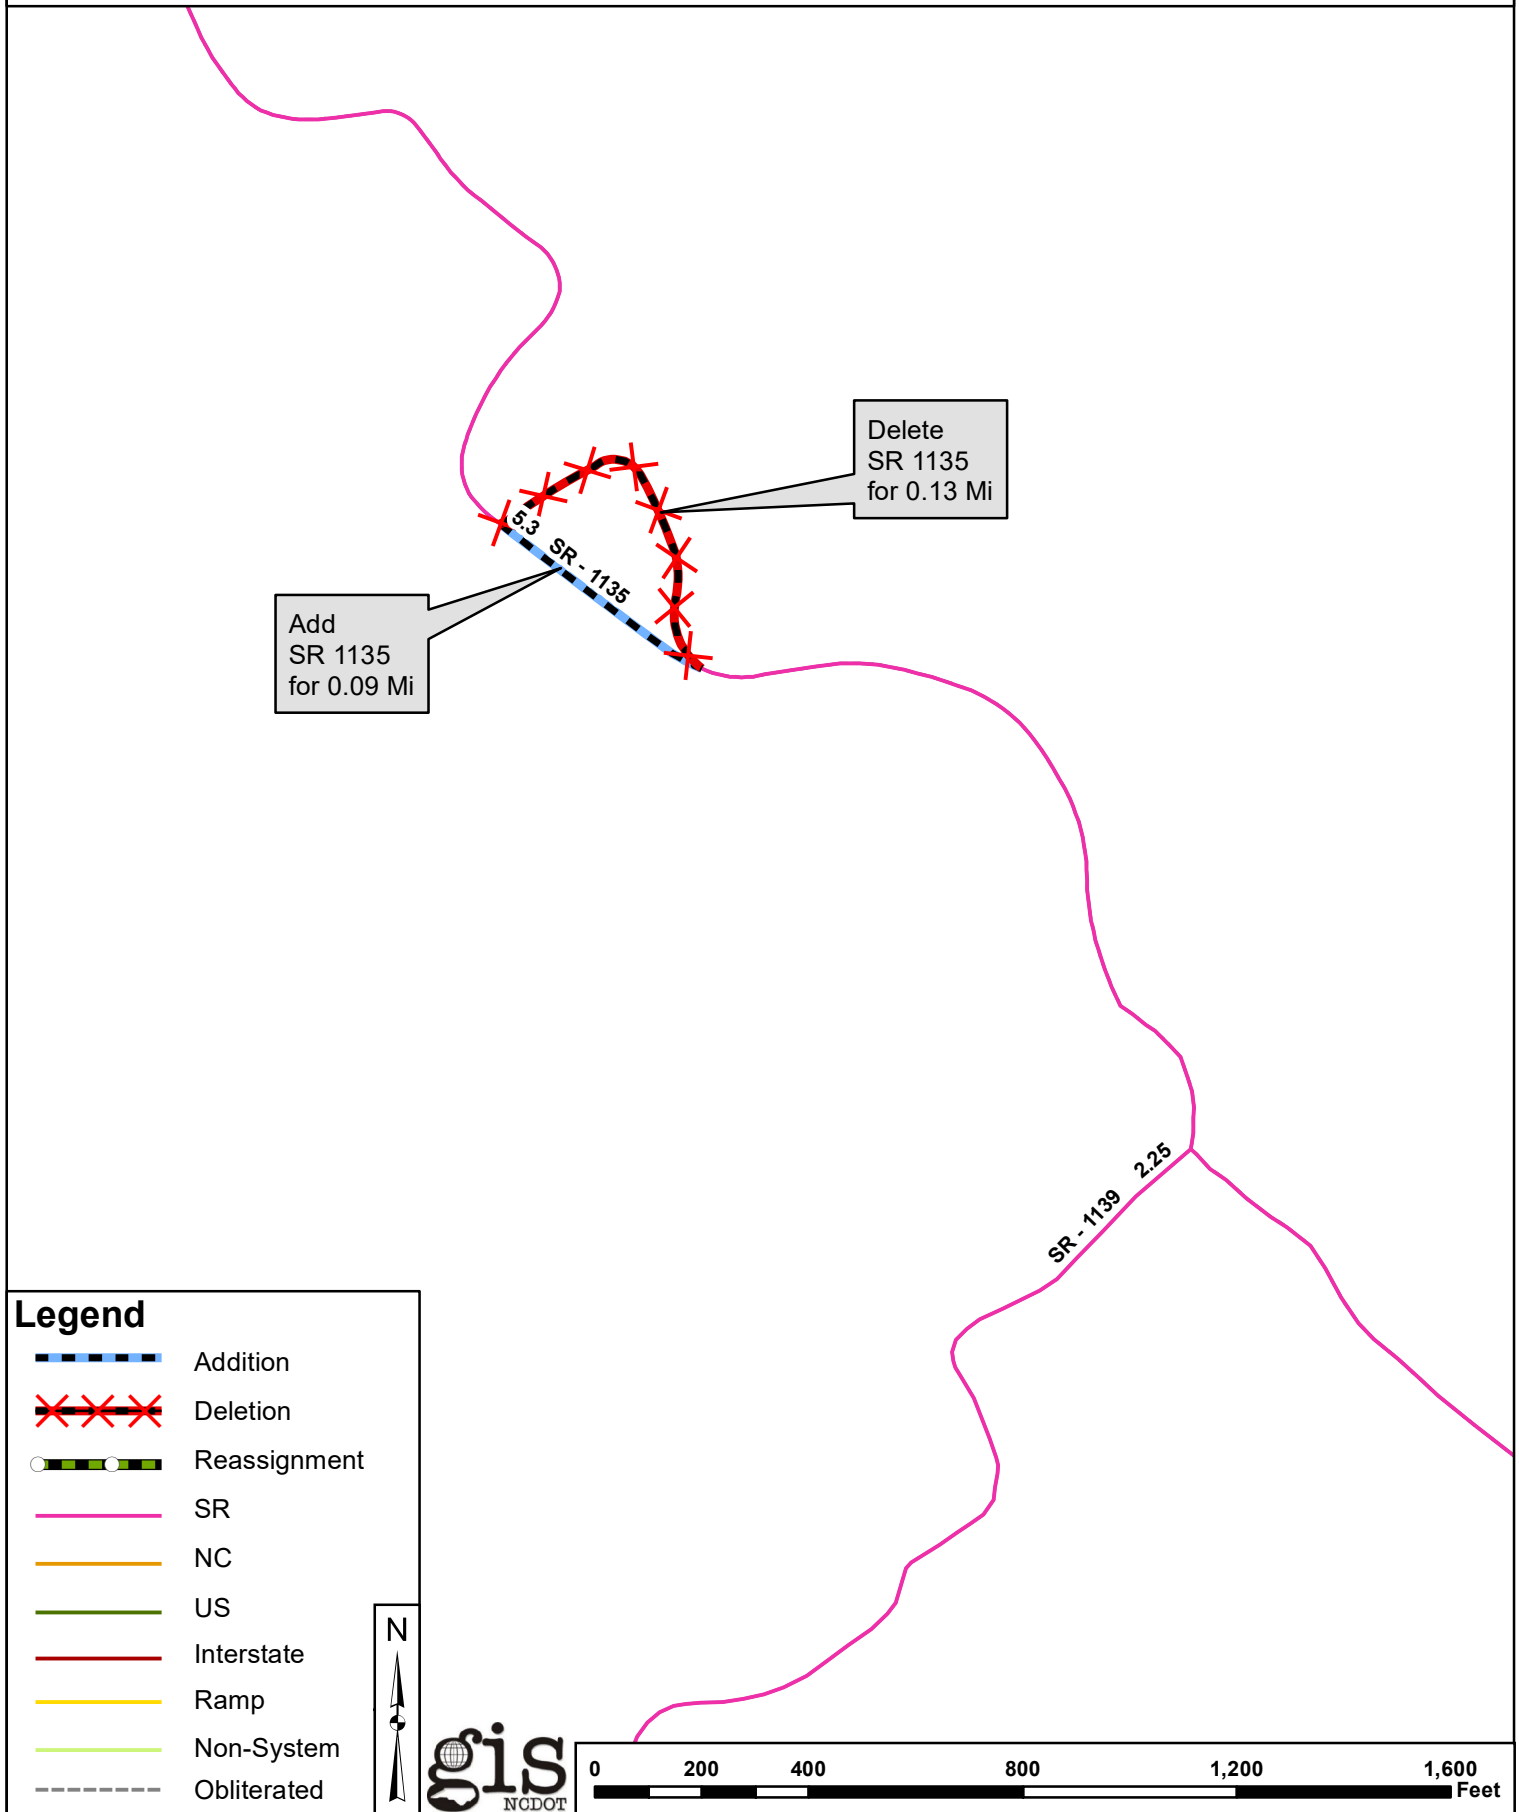 Delete
SR 1135
for 0.13 Mi
5.3 SR - 1135
Add
SR 1135
for 0.09 Mi
SR - 1139 2.25
Legend
Addition
Deletion
Reassignment
SR
NC
US
Interstate
Ramp
Non-System
Obliterated
N
gis
NCDOT
0 200 400 800 1,200 1,600
Feet